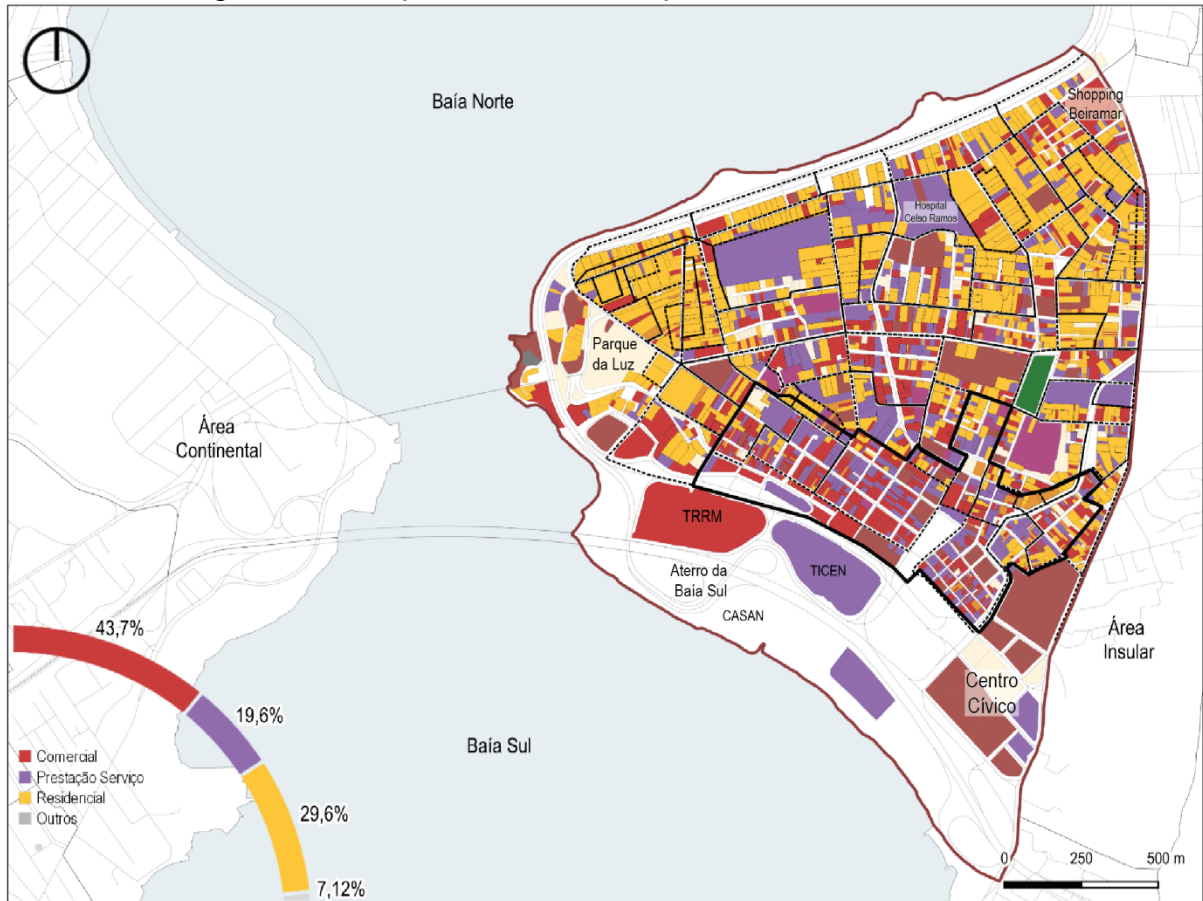 Baía Norte
Shopping
Beiramar
Hospital
Celso Ramos
Parque
da Luz
Área
Continental
TRRM
TICEN
Aterro da
Baía Sul
CASAN
Área
Insular
Centro
Cívico
Baía Sul
43,7%
19,6%
29,6%
7,12%
Comercial
Prestação Serviço
Residencial
Outros
0 250 500 m